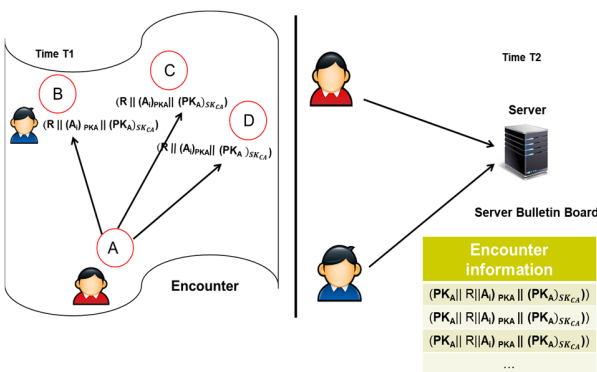 Time T1
C
B
(R || (Aᵢ)PKA|| (PKA)SKCA)
(R || (Aᵢ)PKA || (PKA)SKCA)
D
(R || (Aᵢ)PKA|| (PKA )SKCA)
A
Encounter
Time T2
Server
Server Bulletin Board
Encounter
information
(PKA|| R||Aᵢ) PKA || (PKA)SKCA))
(PKA|| R||Aᵢ) PKA || (PKA)SKCA))
(PKA|| R||Aᵢ) PKA || (PKA)SKCA))
...